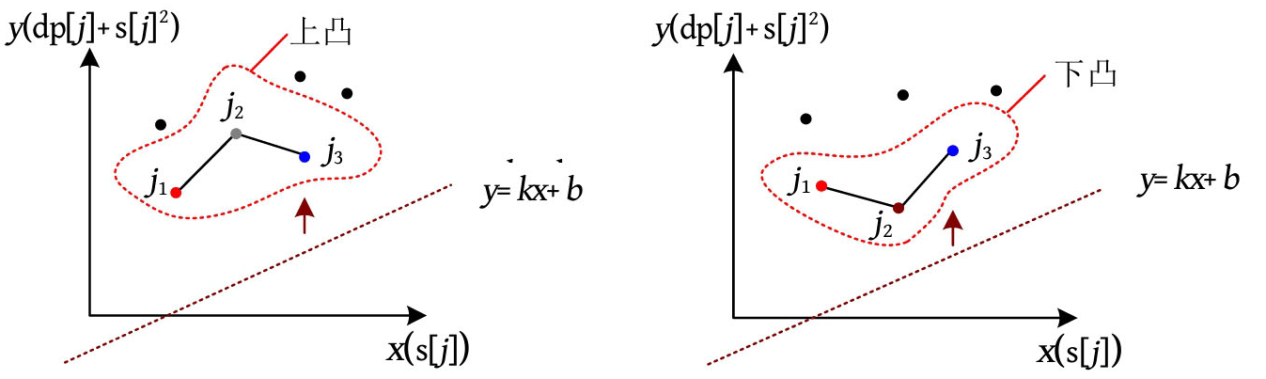 y(dp[j]+s[j]²)
上凸
j₂
j₃
j₁
y=kx+b
x(s[j])
y(dp[j]+s[j]²)
下凸
j₃
j₁
j₂
y=kx+b
x(s[j])